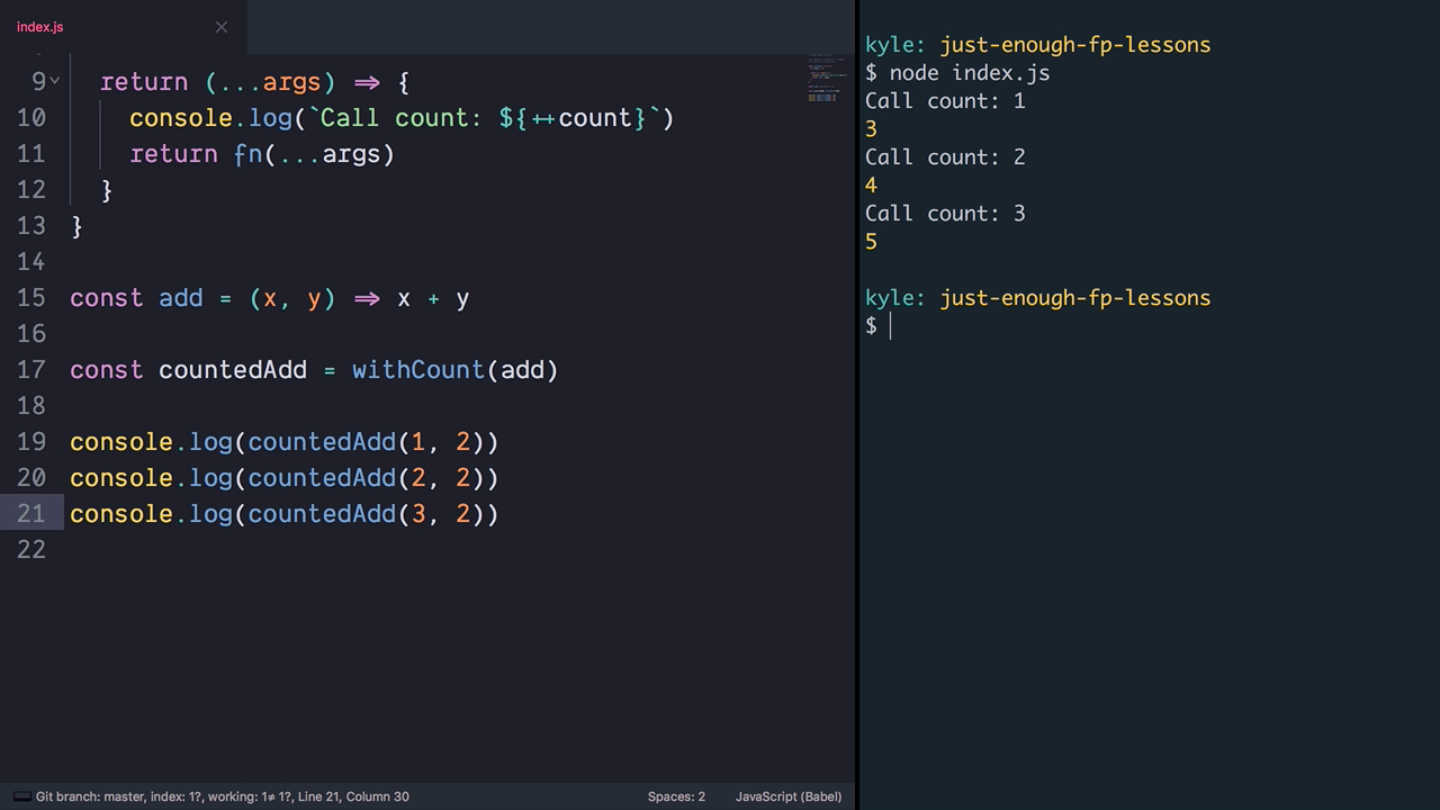 index.js
9 return (...args) => {
10 console.log(`Call count: ${++count}`)
11 return fn(...args)
12 }
13 }
14
15 const add = (x, y) => x + y
16
17 const countedAdd = withCount(add)
18
19 console.log(countedAdd(1, 2))
20 console.log(countedAdd(2, 2))
21 console.log(countedAdd(3, 2))
22
Git branch: master, index: 1?, working: 1≠ 1?, Line 21, Column 30
Spaces: 2
JavaScript (Babel)
kyle: just-enough-fp-lessons
$ node index.js
Call count: 1
3
Call count: 2
4
Call count: 3
5
kyle: just-enough-fp-lessons
$